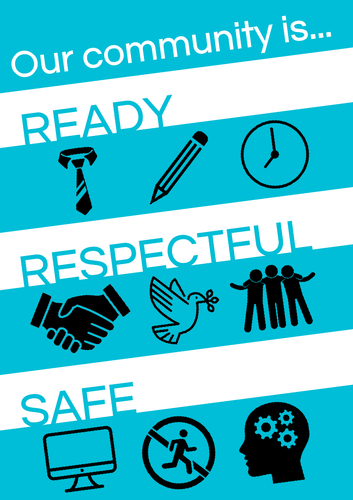 Our community is...
READY
RESPECTFUL
SAFE